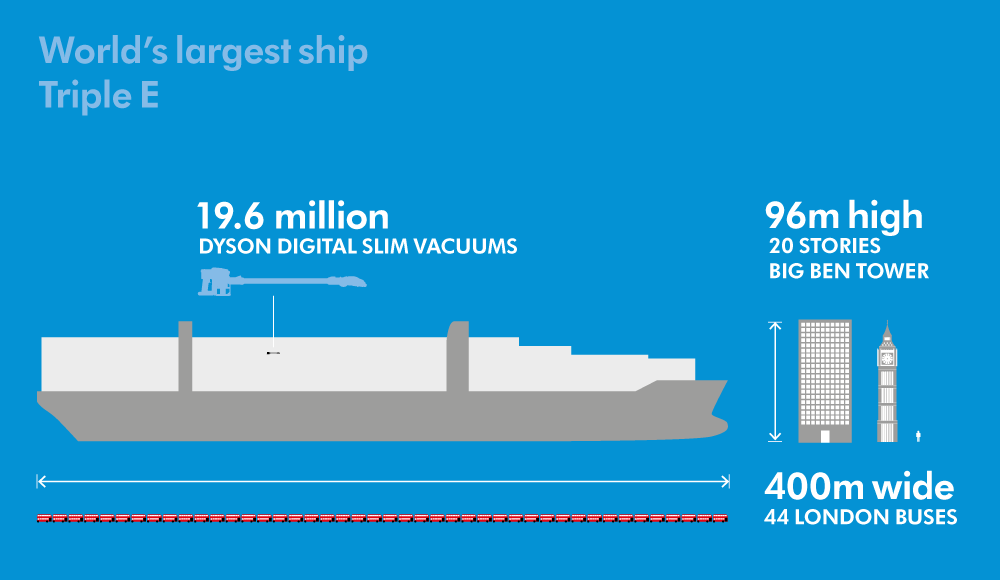 World's largest ship
Triple E
19.6 million
DYSON DIGITAL SLIM VACUUMS
96m high
20 STORIES
BIG BEN TOWER
400m wide
44 LONDON BUSES